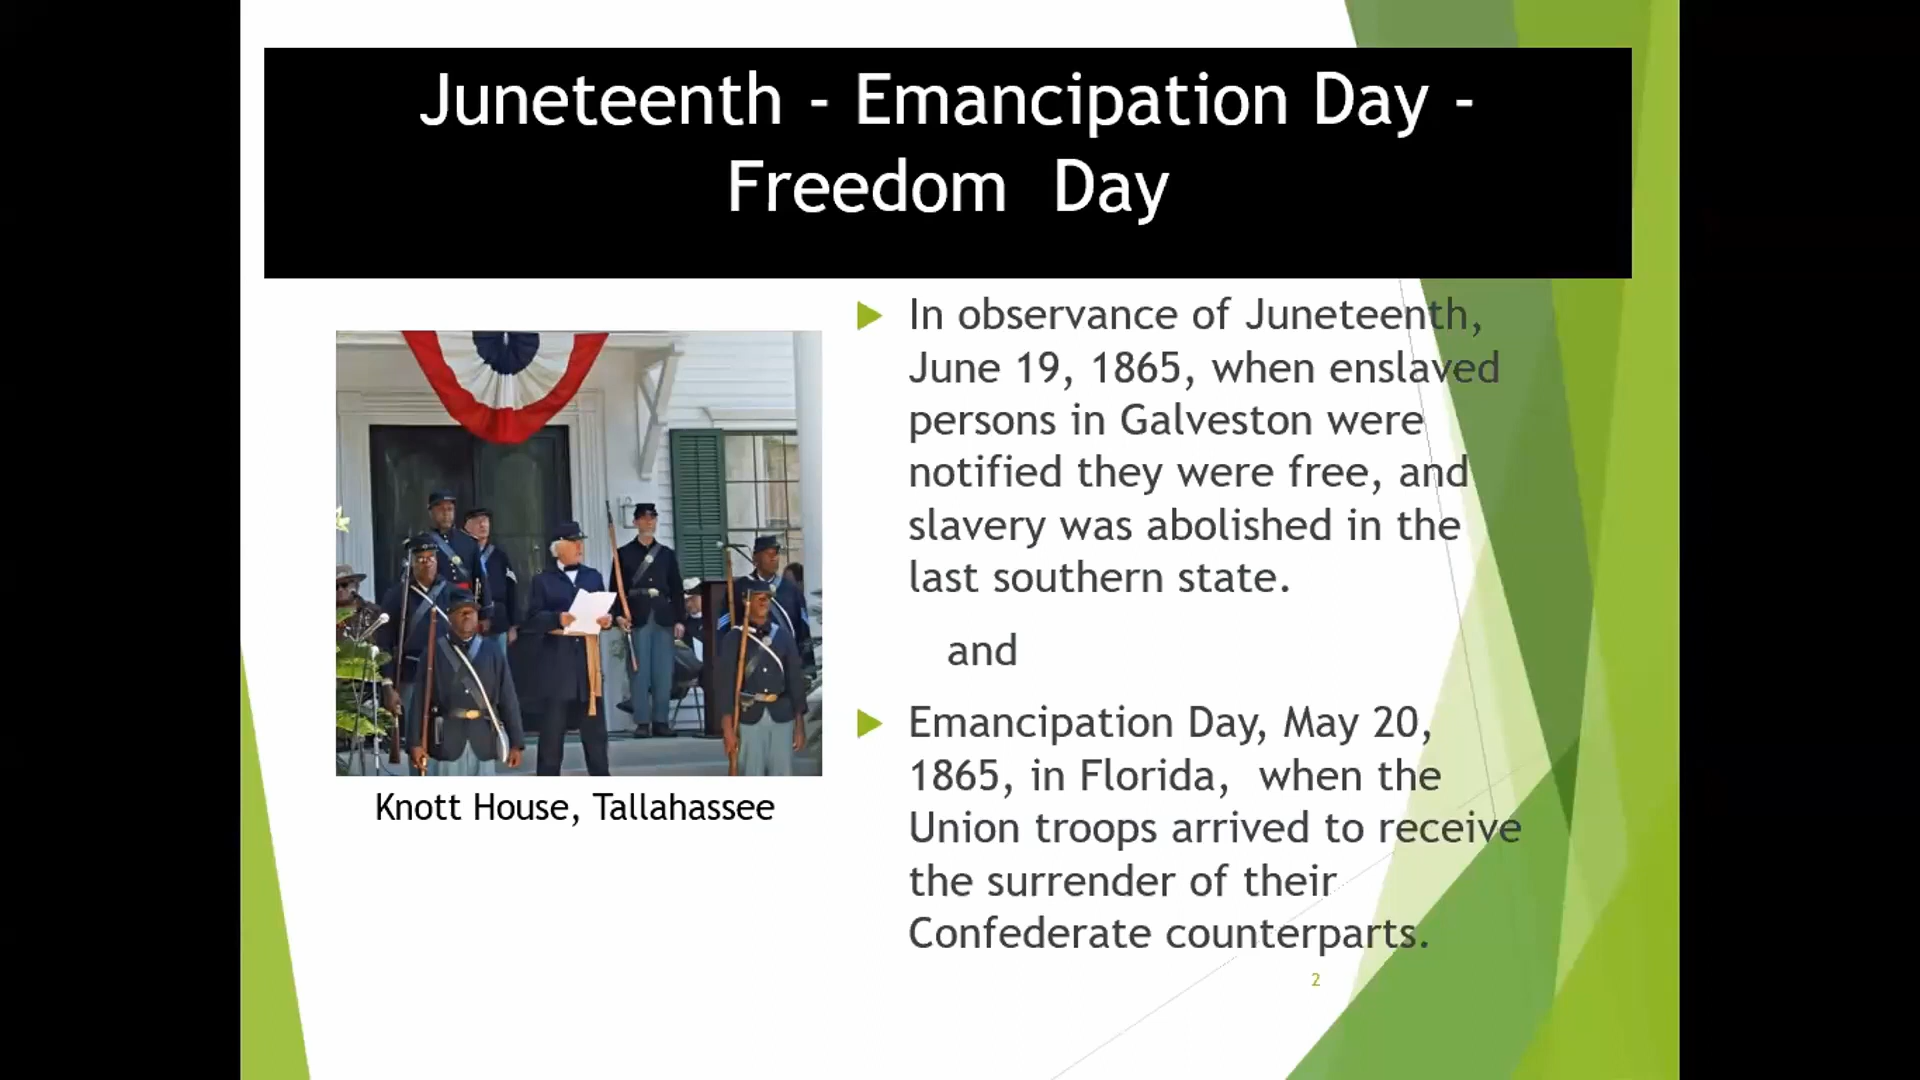 Juneteenth - Emancipation Day -
Freedom  Day
In observance of Juneteenth,
June 19, 1865, when enslaved
persons in Galveston were
notified they were free, and
slavery was abolished in the
last southern state.
and
Emancipation Day, May 20,
1865, in Florida,  when the
Union troops arrived to receive
the surrender of their
Confederate counterparts.
Knott House, Tallahassee
2